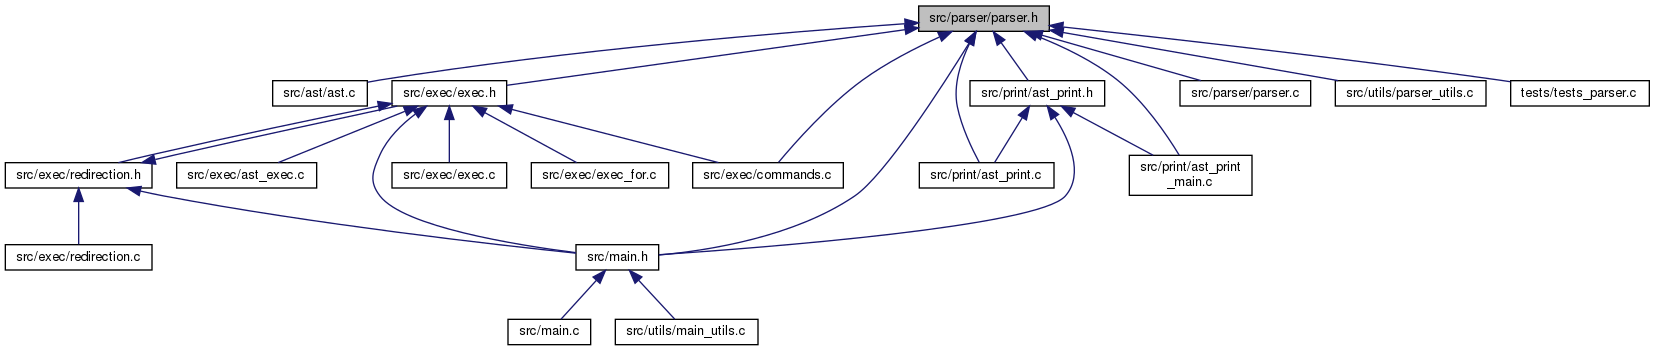 src/parser/parser.h
src/ast/ast.c
src/exec/exec.h
src/print/ast_print.h
src/parser/parser.c
src/utils/parser_utils.c
tests/tests_parser.c
src/exec/redirection.h
src/exec/ast_exec.c
src/exec/exec.c
src/exec/exec_for.c
src/exec/commands.c
src/print/ast_print.c
src/print/ast_print
_main.c
src/exec/redirection.c
src/main.h
src/main.c
src/utils/main_utils.c